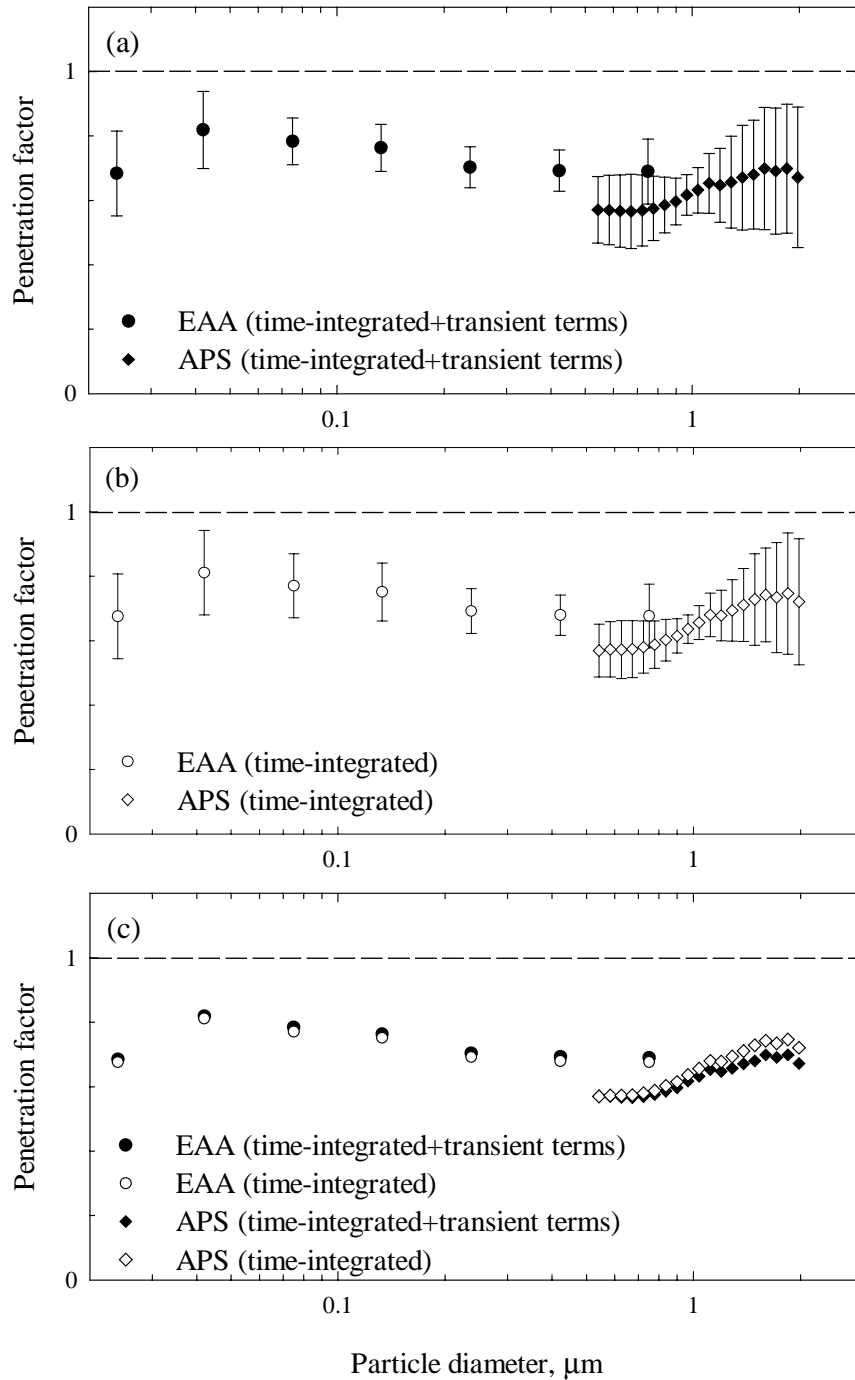 (a)
1
Penetration factor
EAA (time-integrated+transient terms)
APS (time-integrated+transient terms)
0
0.1 1
(b)
1
Penetration factor
EAA (time-integrated)
APS (time-integrated)
0
0.1 1
(c)
1
Penetration factor
EAA (time-integrated+transient terms)
EAA (time-integrated)
APS (time-integrated+transient terms)
APS (time-integrated)
0
0.1 1
Particle diameter, μm